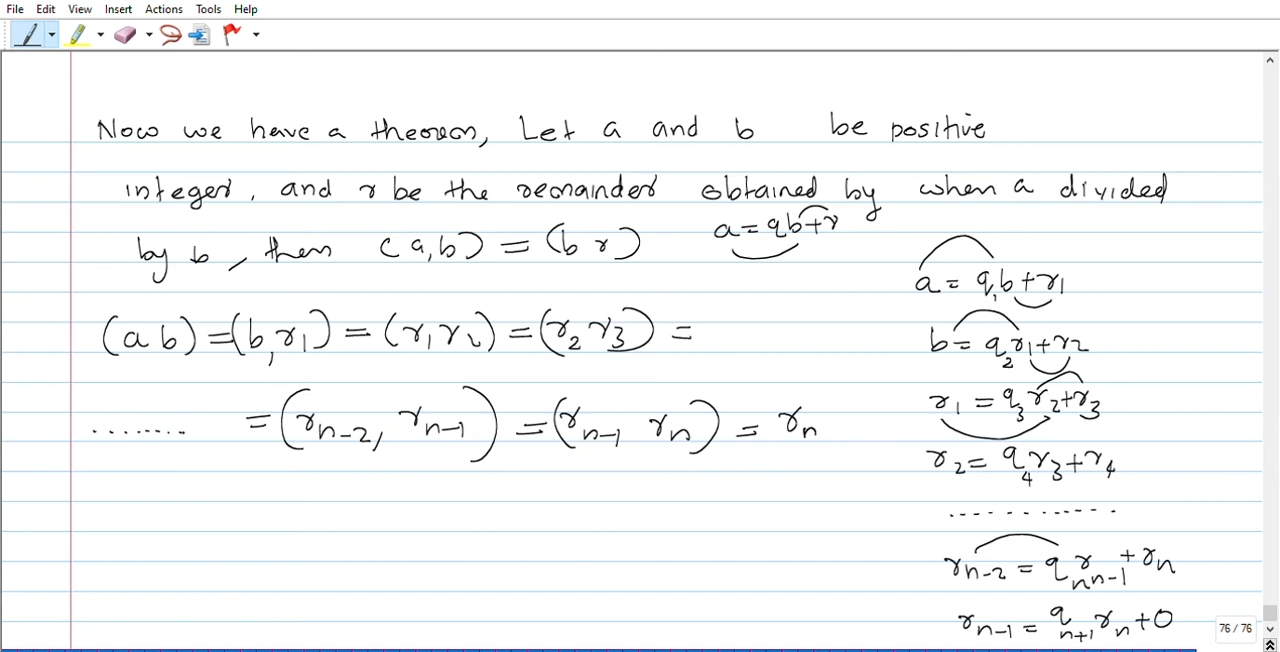 File Edit View Insert Actions Tools Help
Now we have a theorem, Let a and b be positive
integer, and r be the remainder obtained by when a divided
by b, then (a,b) = (b r) a = qb+r
a = q₁b + r₁
(a b) = (b, r₁) = (r₁ r₂) = (r₂ r₃) =
b = q₂r₁ + r₂
r₁ = q₃r₂ + r₃
........ = (rₙ₋₂, rₙ₋₁) = (rₙ₋₁ rₙ) = rₙ
r₂ = q₄r₃ + r₄
............
rₙ₋₂ = qₙrₙ₋₁ + rₙ
rₙ₋₁ = qₙ₊₁rₙ + 0
76 / 76